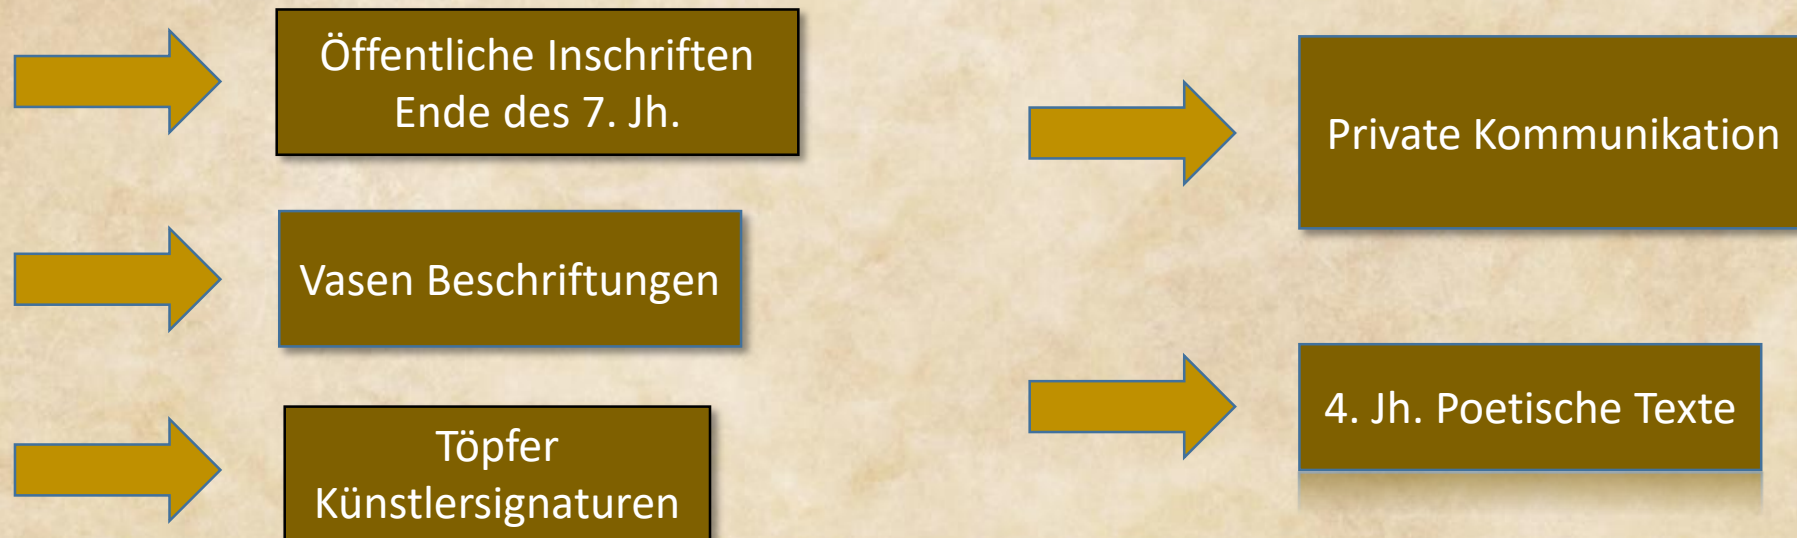 Öffentliche Inschriften
Ende des 7. Jh.
Vasen Beschriftungen
Töpfer
Künstlersignaturen
Private Kommunikation
4. Jh. Poetische Texte